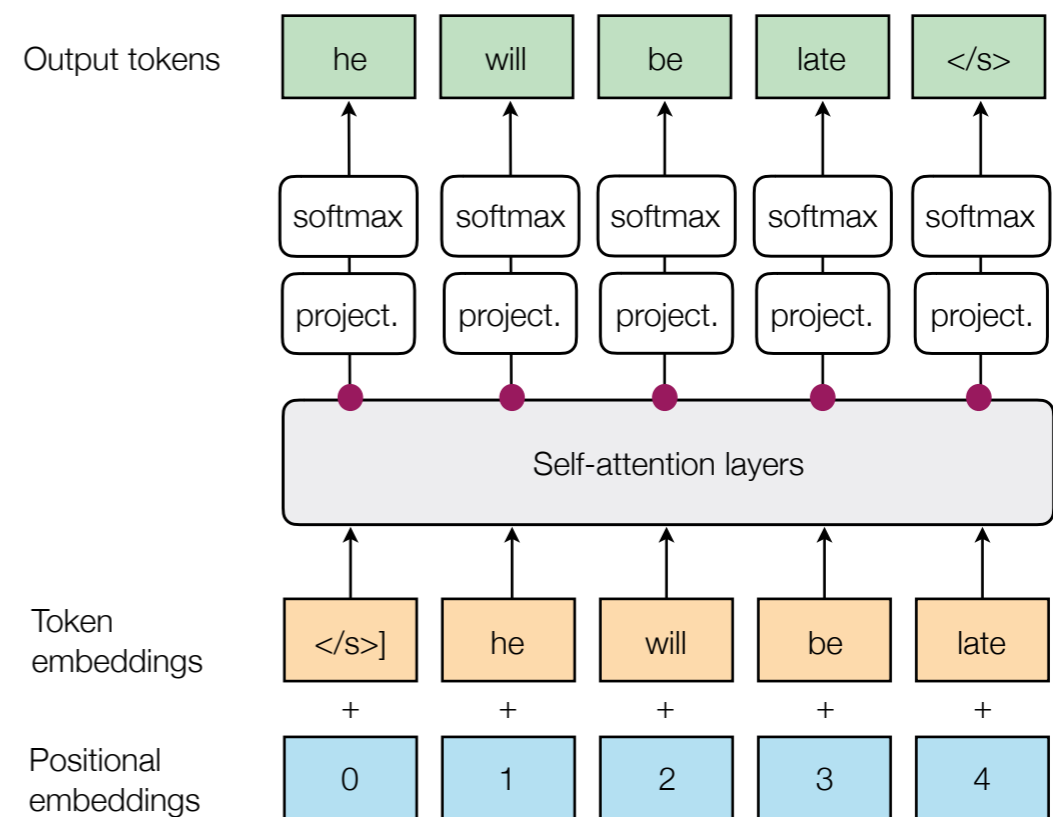 Output tokens he will be late </s>
softmax softmax softmax softmax softmax
project. project. project. project. project.
Self-attention layers
Token
embeddings
</s>] he will be late
+ + + + +
Positional
embeddings
0 1 2 3 4